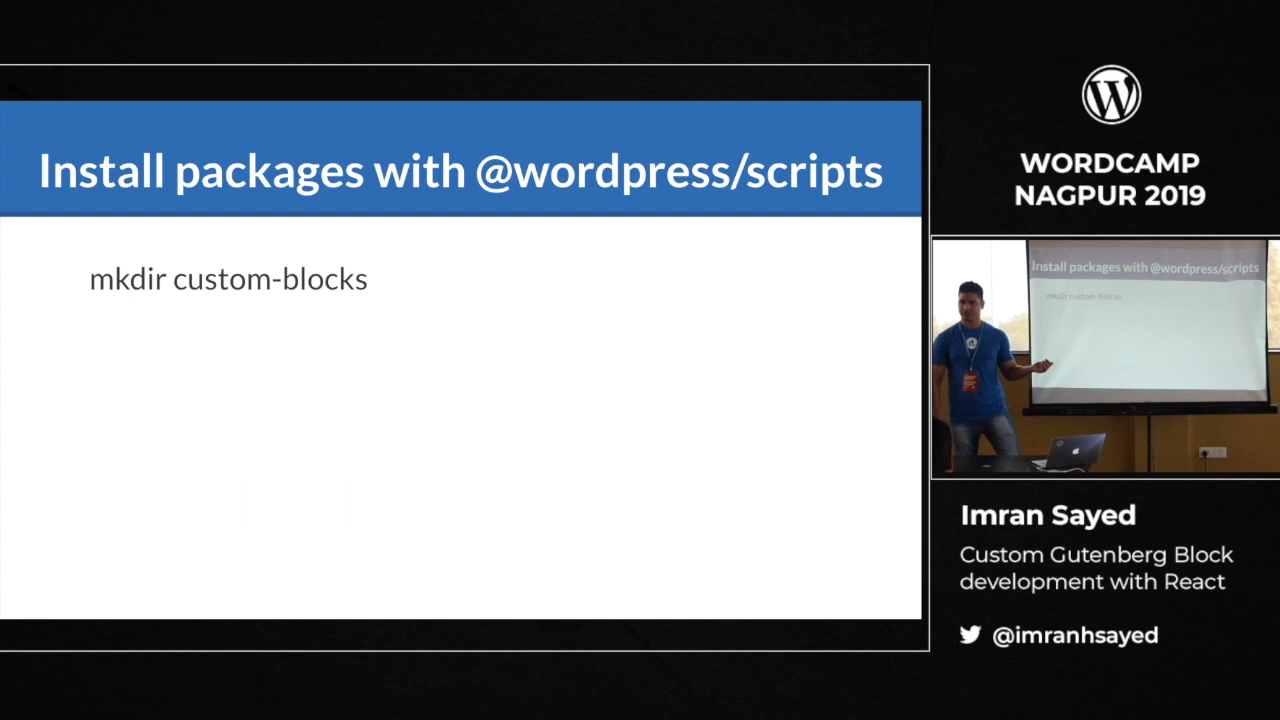 Install packages with @wordpress/scripts
mkdir custom-blocks
WORDCAMP
NAGPUR 2019
Install packages with @wordpress/scripts
mkdir custom-blocks
Imran Sayed
Custom Gutenberg Block
development with React
@imranhsayed